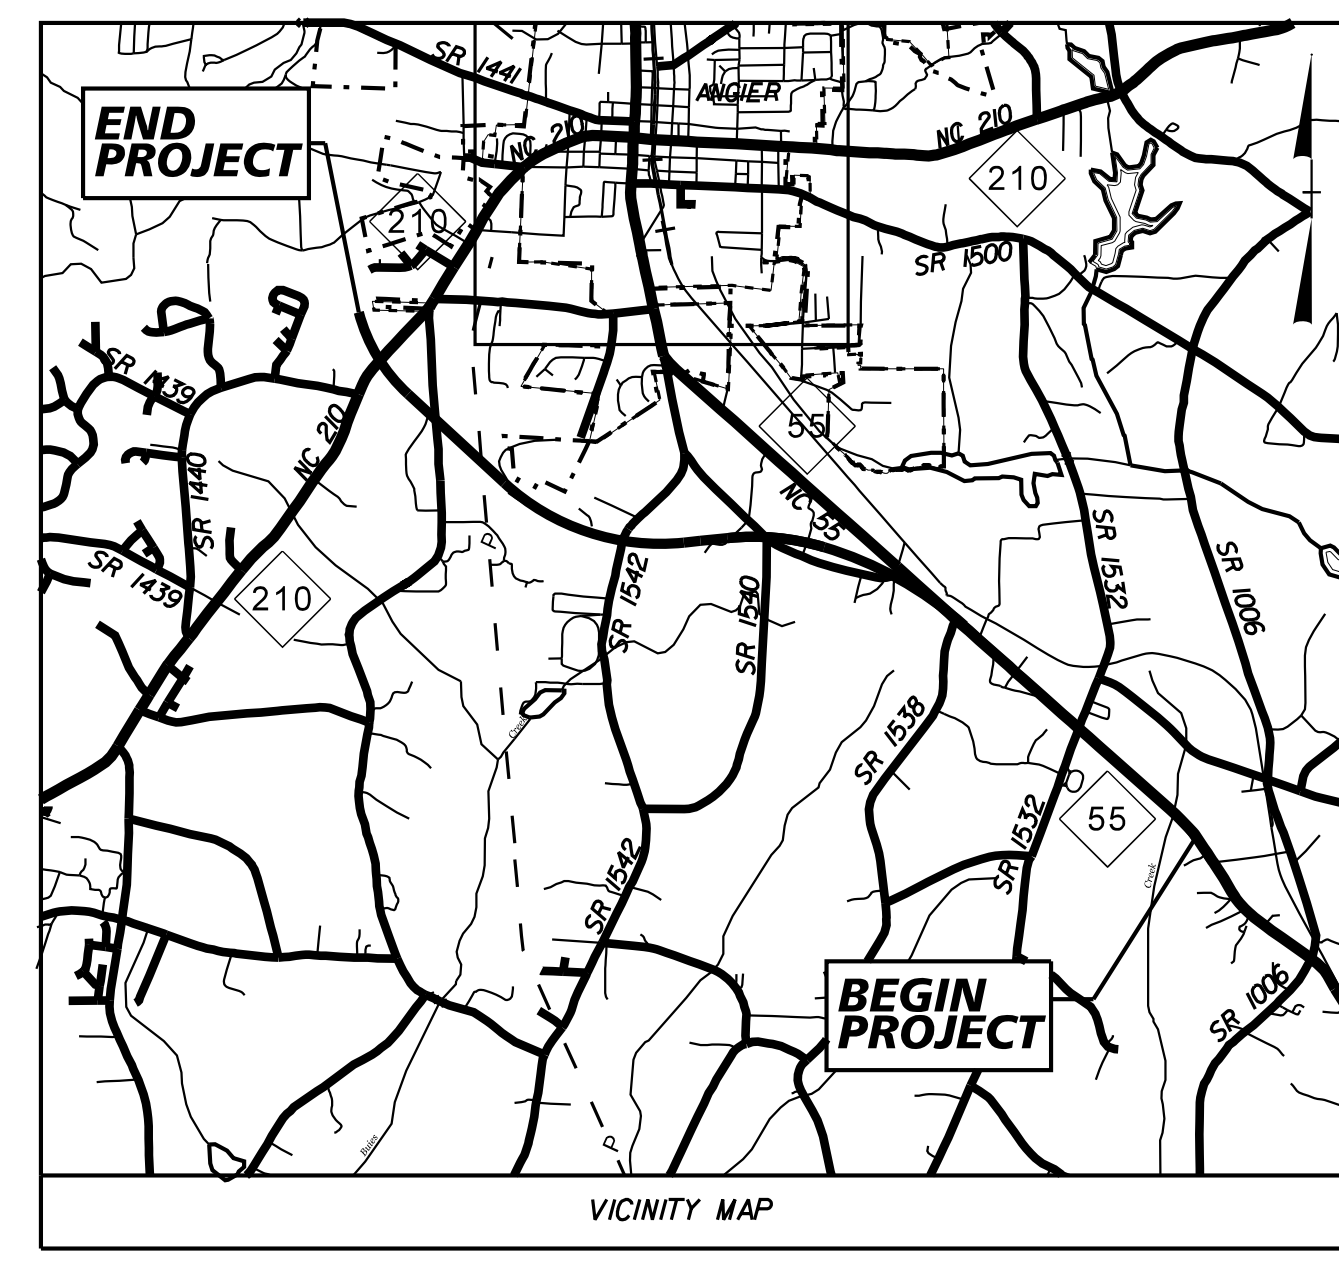 SR 1441
ANGIER
NC 210
NC 210
END
PROJECT
210
210
SR 1500
SR 1439
NC 210
55
SR 1440
NC 55
SR 1439
210
SR 1542
SR 1540
SR 1532
SR 1006
P
Creek
SR 1538
SR 1532
55
Creek
SR 1542
BEGIN
PROJECT
SR 1006
Buies
P
VICINITY MAP